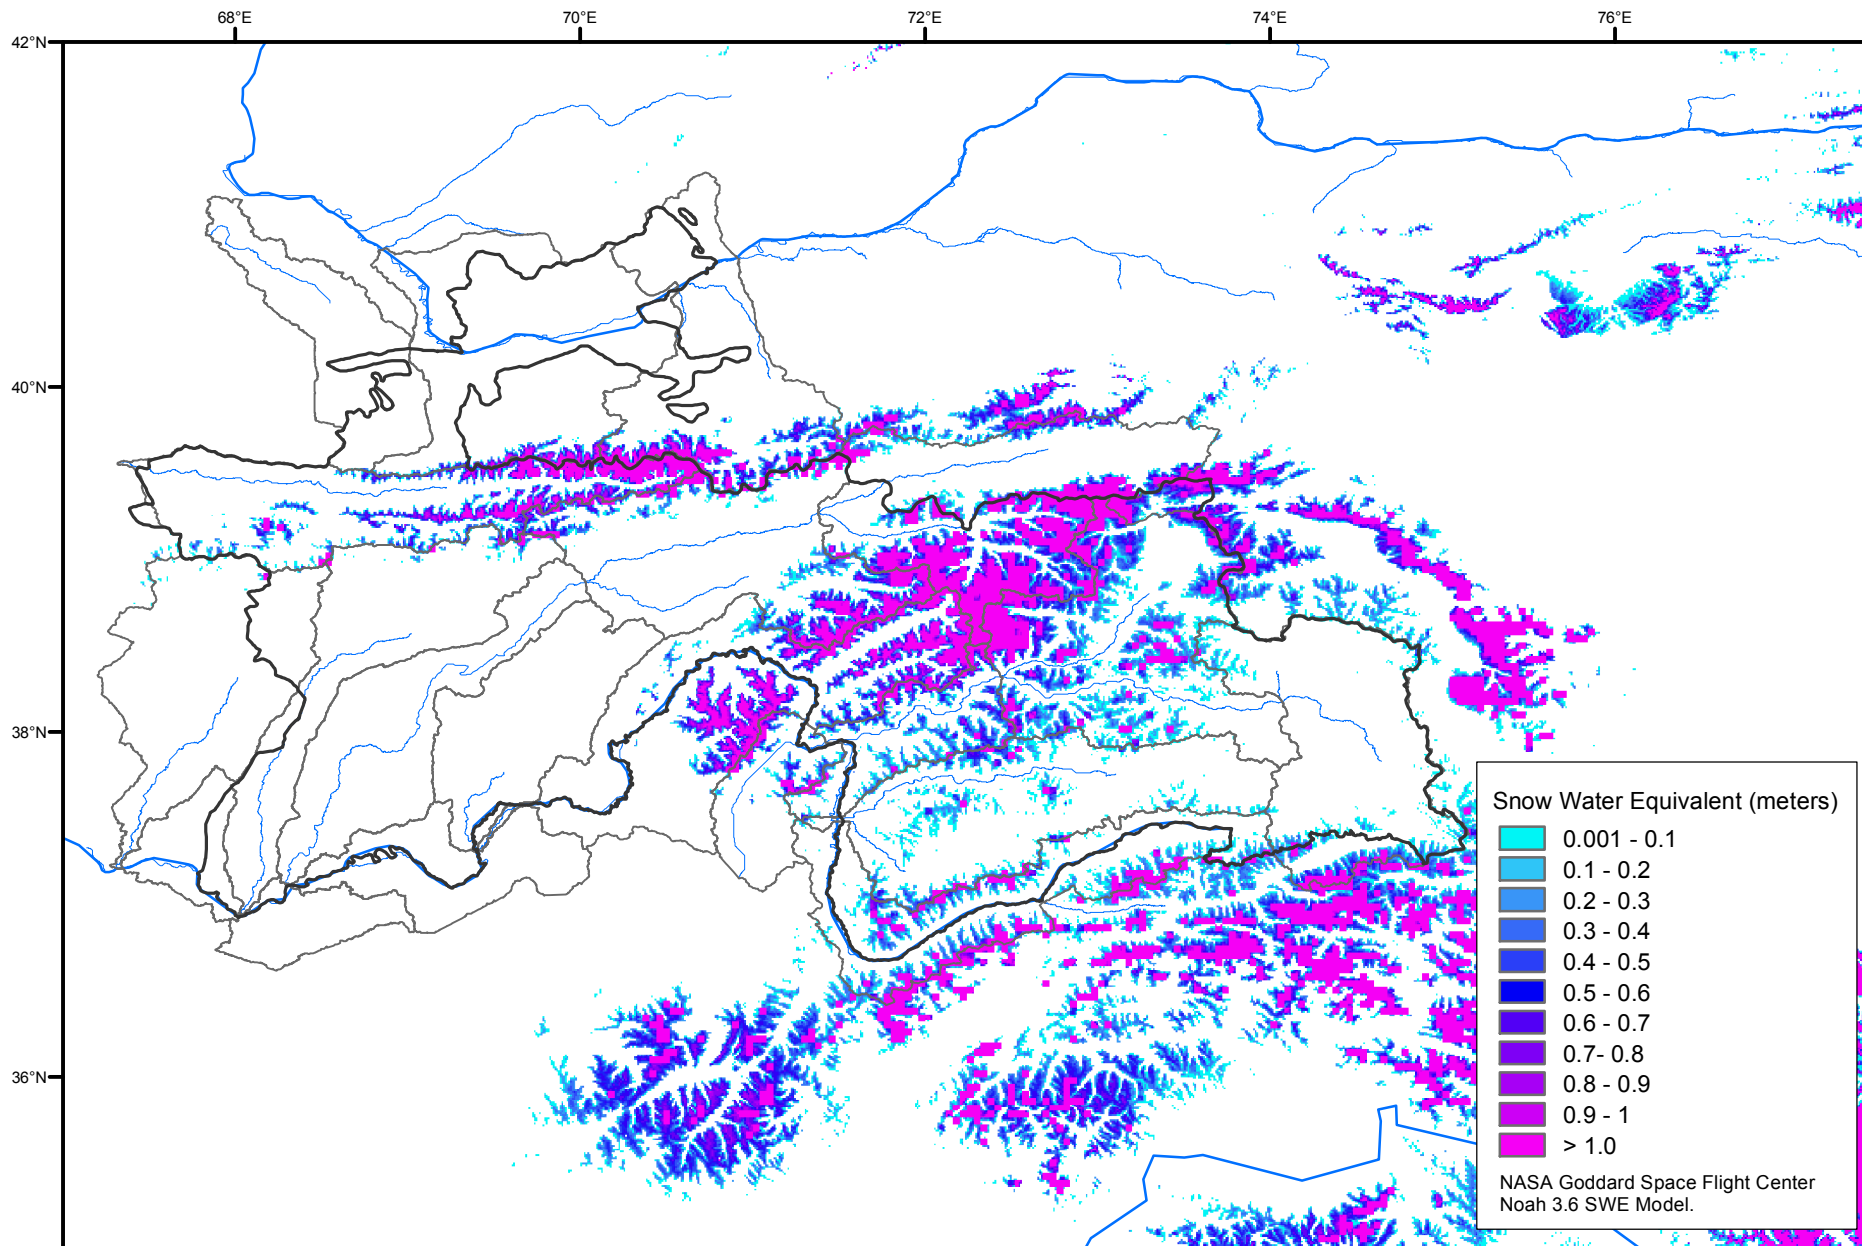 68°E 70°E 72°E 74°E 76°E
42°N
40°N
38°N
36°N
Snow Water Equivalent (meters)
0.001 - 0.1
0.1 - 0.2
0.2 - 0.3
0.3 - 0.4
0.4 - 0.5
0.5 - 0.6
0.6 - 0.7
0.7- 0.8
0.8 - 0.9
0.9 - 1
> 1.0
NASA Goddard Space Flight Center
Noah 3.6 SWE Model.